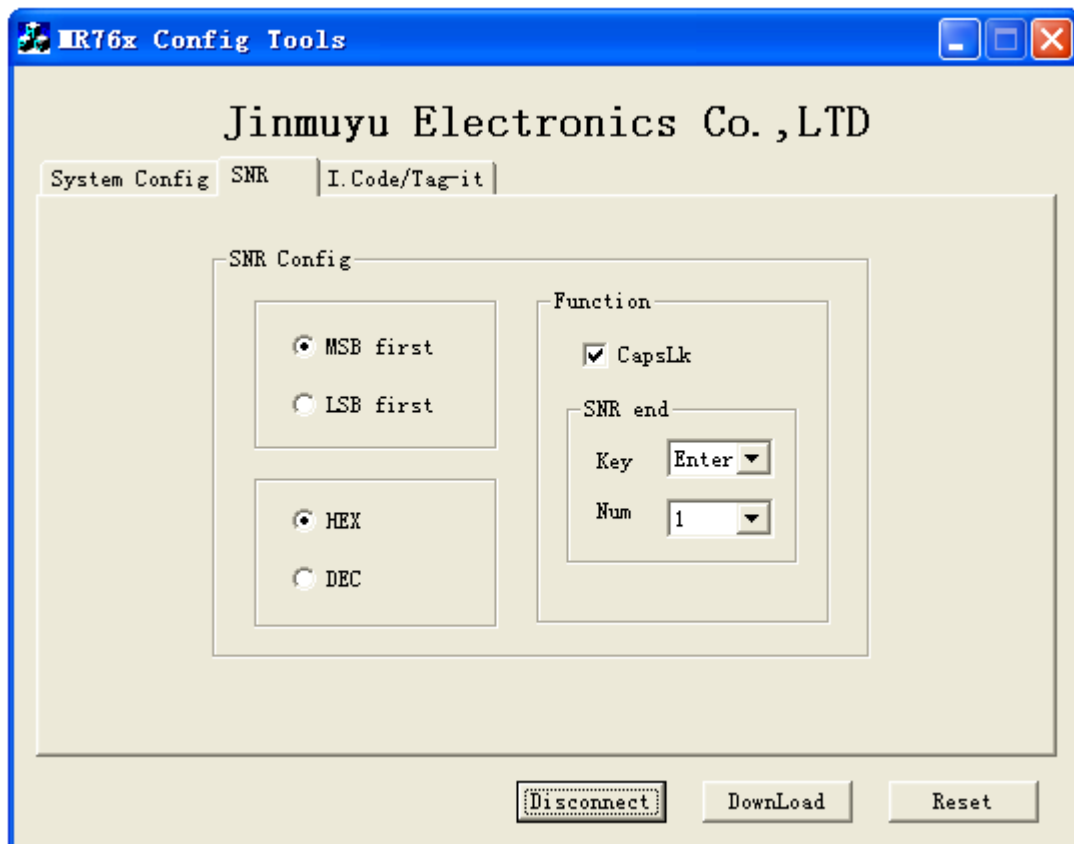 MR76x Config Tools
Jinmuyu Electronics Co.,LTD
System Config
SNR
I.Code/Tag-it
SNR Config
MSB first
LSB first
HEX
DEC
Function
CapsLk
SNR end
Key
Enter
Num
1
Disconnect
DownLoad
Reset